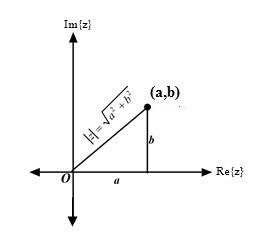 Im{z}
(a,b)
|z|=√a²+b²
b
Re{z}
O
a